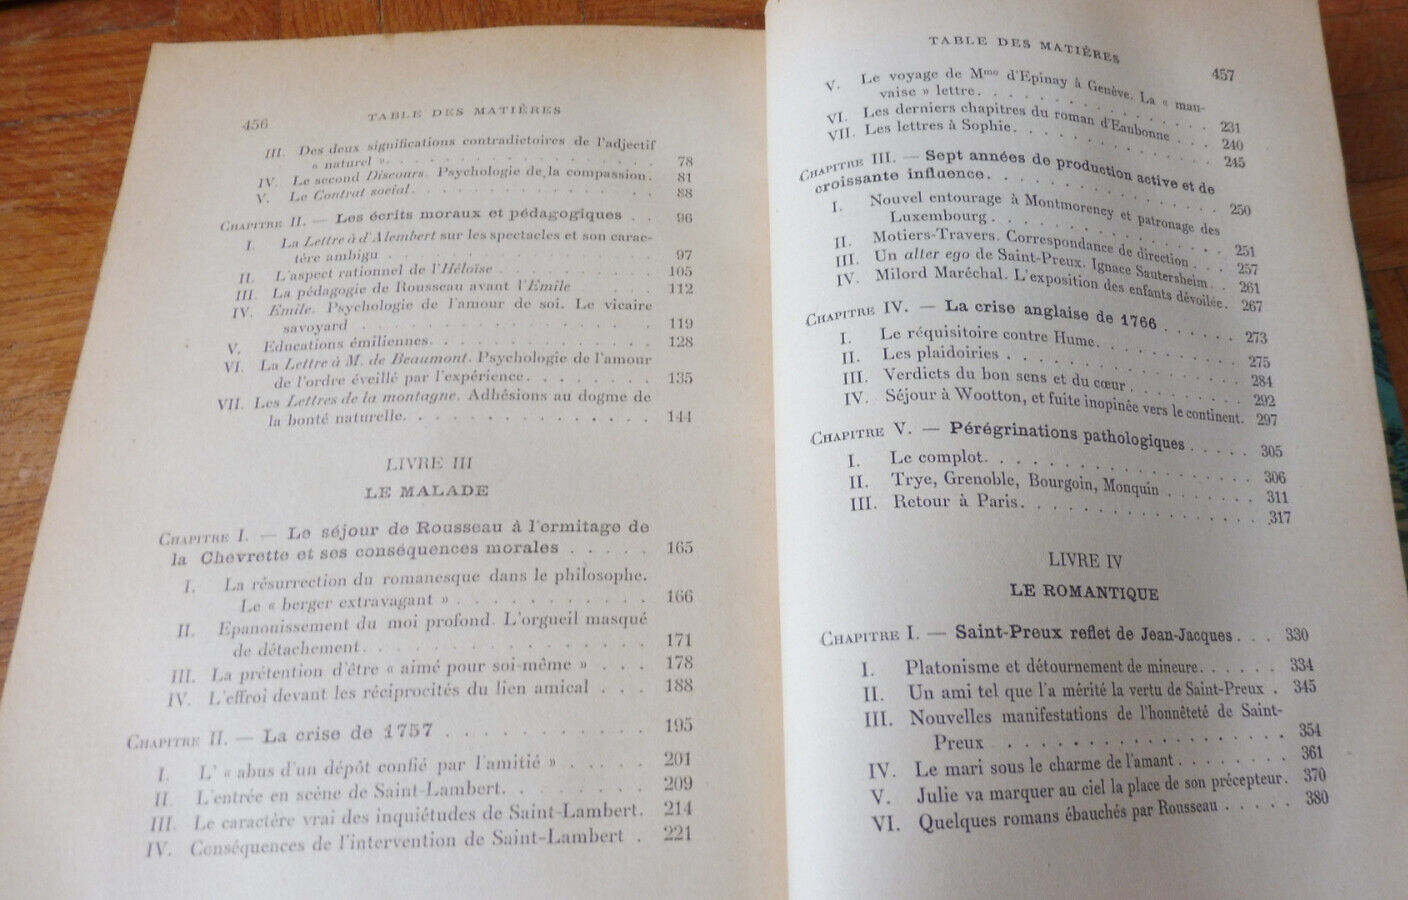 456
TABLE DES MATIÈRES
III. Des deux significations contradictoires de l'adjectif
« naturel ». . . . . . . . . . . . . . . . 78
IV. Le second Discours. Psychologie de la compassion. 81
V. Le Contrat social. . . . . . . . . . . . . . . 88
CHAPITRE II. — Les écrits moraux et pédagogiques . . 96
I. La Lettre à d'Alembert sur les spectacles et son carac-
tère ambigu . . . . . . . . . . . . . . . . 97
II. L'aspect rationnel de l'Héloïse . . . . . . . . . 105
III. La pédagogie de Rousseau avant l'Emile . . . . 112
IV. Emile. Psychologie de l'amour de soi. Le vicaire
savoyard . . . . . . . . . . . . . . . . 119
V. Educations émiliennes. . . . . . . . . . . . . 128
VI. La Lettre à M. de Beaumont. Psychologie de l'amour
de l'ordre éveillé par l'expérience. . . . . . . . 135
VII. Les Lettres de la montagne. Adhésions au dogme de
la bonté naturelle. . . . . . . . . . . . . . 144
LIVRE III
LE MALADE
CHAPITRE I. — Le séjour de Rousseau à l'ermitage de
la Chevrette et ses conséquences morales . . . . . 165
I. La résurrection du romanesque dans le philosophe.
Le « berger extravagant » . . . . . . . . . . . 166
II. Epanouissement du moi profond. L'orgueil masqué
de détachement. . . . . . . . . . . . . . . 171
III. La prétention d'être « aimé pour soi-même » . . . 178
IV. L'effroi devant les réciprocités du lien amical . . . 188
CHAPITRE II. — La crise de 1757 . . . . . . . . . . . 195
I. L' « abus d'un dépôt confié par l'amitié » . . . . . 201
II. L'entrée en scène de Saint-Lambert. . . . . . . . 209
III. Le caractère vrai des inquiétudes de Saint-Lambert. 214
IV. Conséquences de l'intervention de Saint-Lambert . 221
TABLE DES MATIÈRES
457
V. Le voyage de Mme d'Epinay à Genève. La « mau-
vaise » lettre. . . . . . . . . . . . . . . . 231
VI. Les derniers chapitres du roman d'Eaubonne . . . 240
VII. Les lettres à Sophie. . . . . . . . . . . . . . 245
CHAPITRE III. — Sept années de production active et de
croissante influence. . . . . . . . . . . . . . . 250
I. Nouvel entourage à Montmorency et patronage des
Luxembourg . . . . . . . . . . . . . . . . 251
II. Motiers-Travers. Correspondance de direction . . . 257
III. Un alter ego de Saint-Preux. Ignace Sautersheim. . 261
IV. Milord Maréchal. L'exposition des enfants dévoilée. 267
CHAPITRE IV. — La crise anglaise de 1766 . . . . . . 273
I. Le réquisitoire contre Hume. . . . . . . . . . . 275
II. Les plaidoiries . . . . . . . . . . . . . . . . 284
III. Verdicts du bon sens et du cœur . . . . . . . . 292
IV. Séjour à Wootton, et fuite inopinée vers le continent. 297
CHAPITRE V. — Pérégrinations pathologiques . . . . . 305
I. Le complot. . . . . . . . . . . . . . . . . . 306
II. Trye, Grenoble, Bourgoin, Monquin . . . . . . . 311
III. Retour à Paris. . . . . . . . . . . . . . . . . 317
LIVRE IV
LE ROMANTIQUE
CHAPITRE I. — Saint-Preux reflet de Jean-Jacques. . . 330
I. Platonisme et détournement de mineure. . . . . . 334
II. Un ami tel que l'a mérité la vertu de Saint-Preux . 345
III. Nouvelles manifestations de l'honnêteté de Saint-
Preux . . . . . . . . . . . . . . . . . . 354
IV. Le mari sous le charme de l'amant . . . . . . . . 361
V. Julie va marquer au ciel la place de son précepteur. 370
VI. Quelques romans ébauchés par Rousseau . . . . . 380